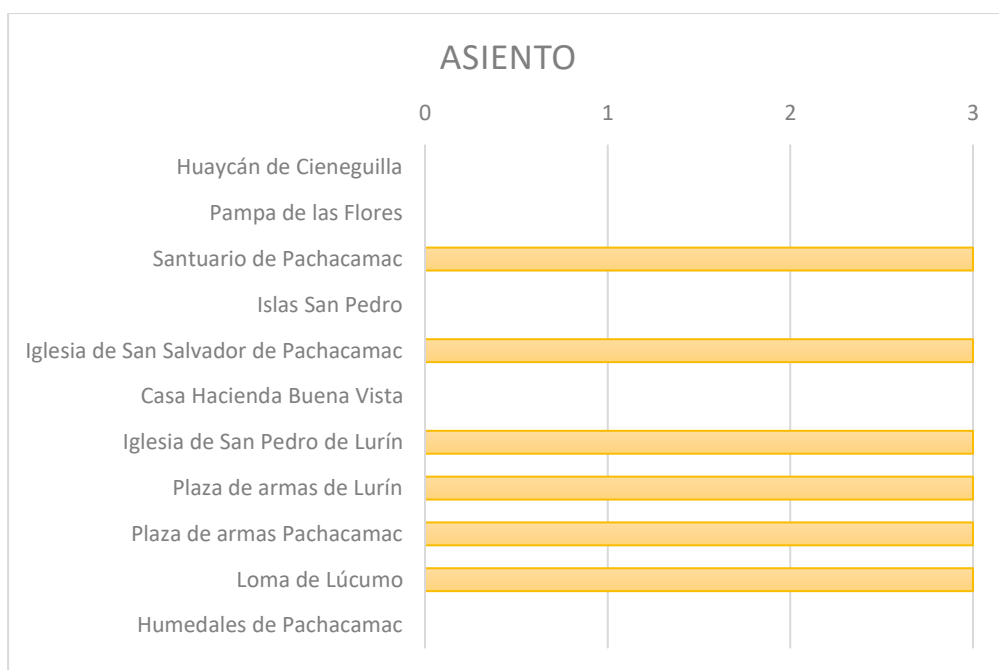 ASIENTO
0 1 2 3
Huaycán de Cieneguilla
Pampa de las Flores
Santuario de Pachacamac
Islas San Pedro
Iglesia de San Salvador de Pachacamac
Casa Hacienda Buena Vista
Iglesia de San Pedro de Lurín
Plaza de armas de Lurín
Plaza de armas Pachacamac
Loma de Lúcumo
Humedales de Pachacamac